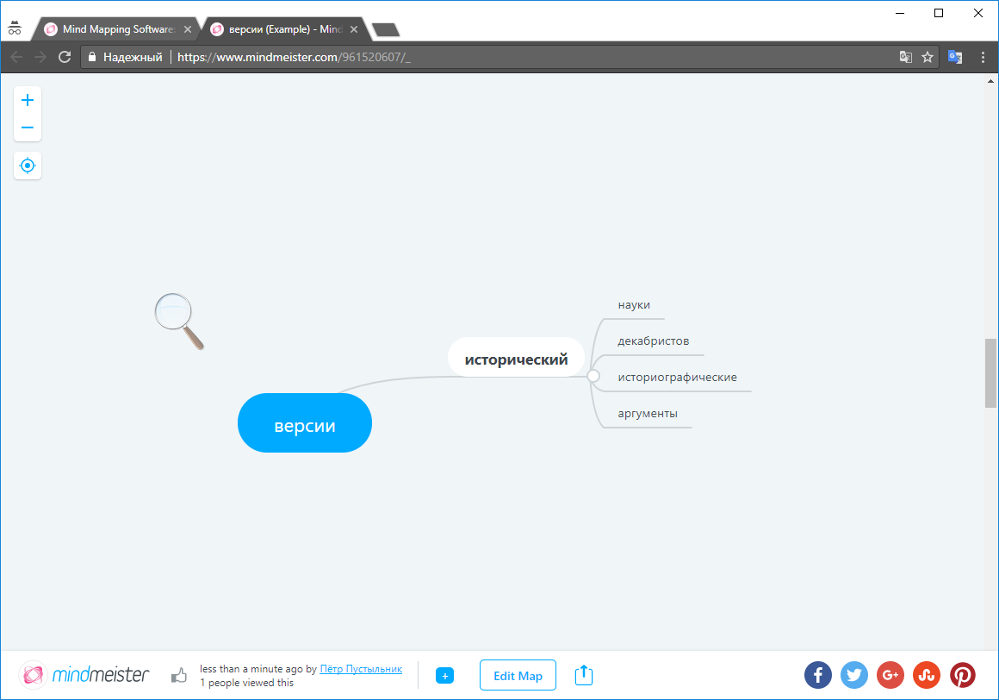 Mind Mapping Software:
версии (Example) - Mind
Надежный
https://www.mindmeister.com/961520607/_
науки
декабристов
исторический
историографические
аргументы
версии
mindmeister
less than a minute ago by Пётр Пустыльник
1 people viewed this
Edit Map